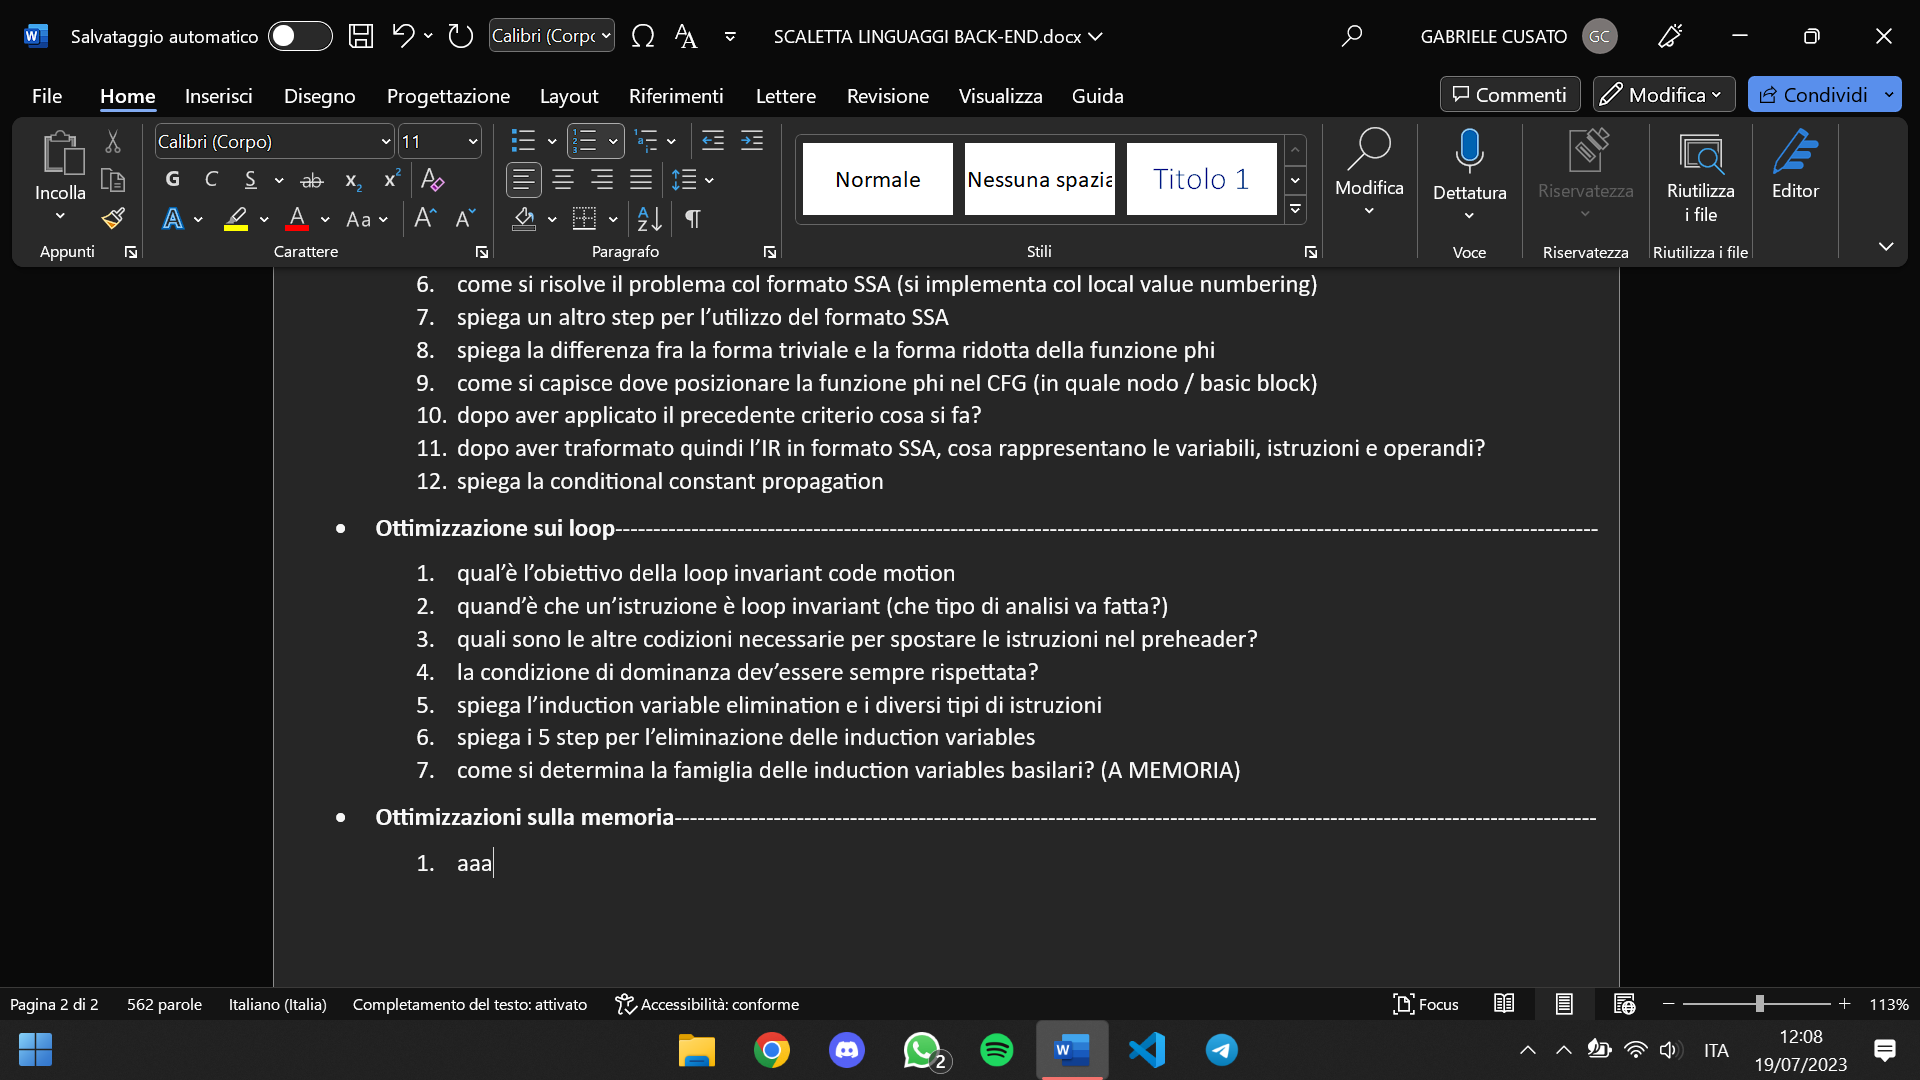 Salvataggio automatico
Calibri (Corpo
SCALETTA LINGUAGGI BACK-END.docx
GABRIELE CUSATO
GC
File
Home
Inserisci
Disegno
Progettazione
Layout
Riferimenti
Lettere
Revisione
Visualizza
Guida
Commenti
Modifica
Condividi
Incolla
Appunti
Calibri (Corpo)
11
G C S ab x₂ x²
A A Aa A A
Carattere
Paragrafo
Normale
Nessuna spazia
Titolo 1
Stili
Modifica
Dettatura
Voce
Riservatezza
Riservatezza
Riutilizza
i file
Riutilizza i file
Editor
6. come si risolve il problema col formato SSA (si implementa col local value numbering)
7. spiega un altro step per l’utilizzo del formato SSA
8. spiega la differenza fra la forma triviale e la forma ridotta della funzione phi
9. come si capisce dove posizionare la funzione phi nel CFG (in quale nodo / basic block)
10. dopo aver applicato il precedente criterio cosa si fa?
11. dopo aver traformato quindi l’IR in formato SSA, cosa rappresentano le variabili, istruzioni e operandi?
12. spiega la conditional constant propagation
• Ottimizzazione sui loop-----------------------------------------------------------------------------------------------------------------------------------
1. qual’è l’obiettivo della loop invariant code motion
2. quand’è che un’istruzione è loop invariant (che tipo di analisi va fatta?)
3. quali sono le altre codizioni necessarie per spostare le istruzioni nel preheader?
4. la condizione di dominanza dev’essere sempre rispettata?
5. spiega l’induction variable elimination e i diversi tipi di istruzioni
6. spiega i 5 step per l’eliminazione delle induction variables
7. come si determina la famiglia delle induction variables basilari? (A MEMORIA)
• Ottimizzazioni sulla memoria---------------------------------------------------------------------------------------------------------------------------
1. aaa
Pagina 2 di 2
562 parole
Italiano (Italia)
Completamento del testo: attivato
Accessibilità: conforme
Focus
113%
2
ITA
12:08
19/07/2023